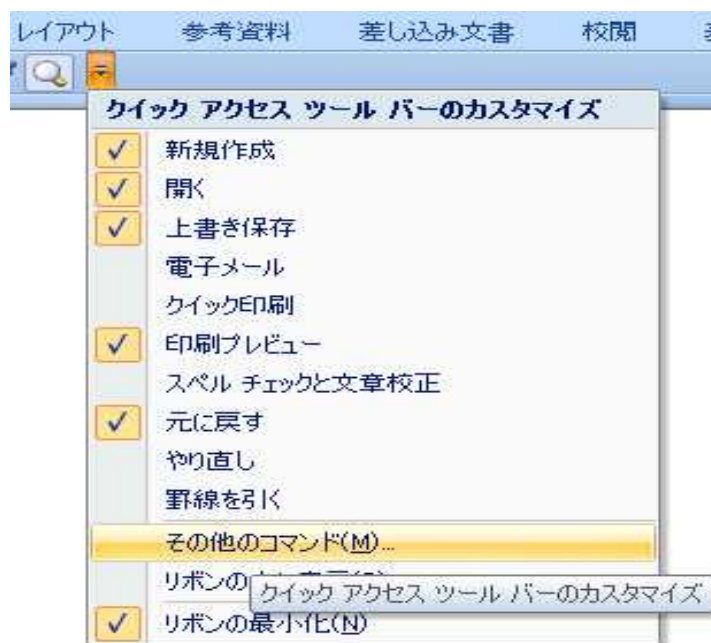 レイアウト 参考資料 差し込み文書 校閲
クイック アクセス ツール バーのカスタマイズ
新規作成
開く
上書き保存
電子メール
クイック印刷
印刷プレビュー
スペル チェックと文章校正
元に戻す
やり直し
罫線を引く
その他のコマンド(M)...
リボンの
クイック アクセス ツール バーのカスタマイズ
リボンの最小化(N)